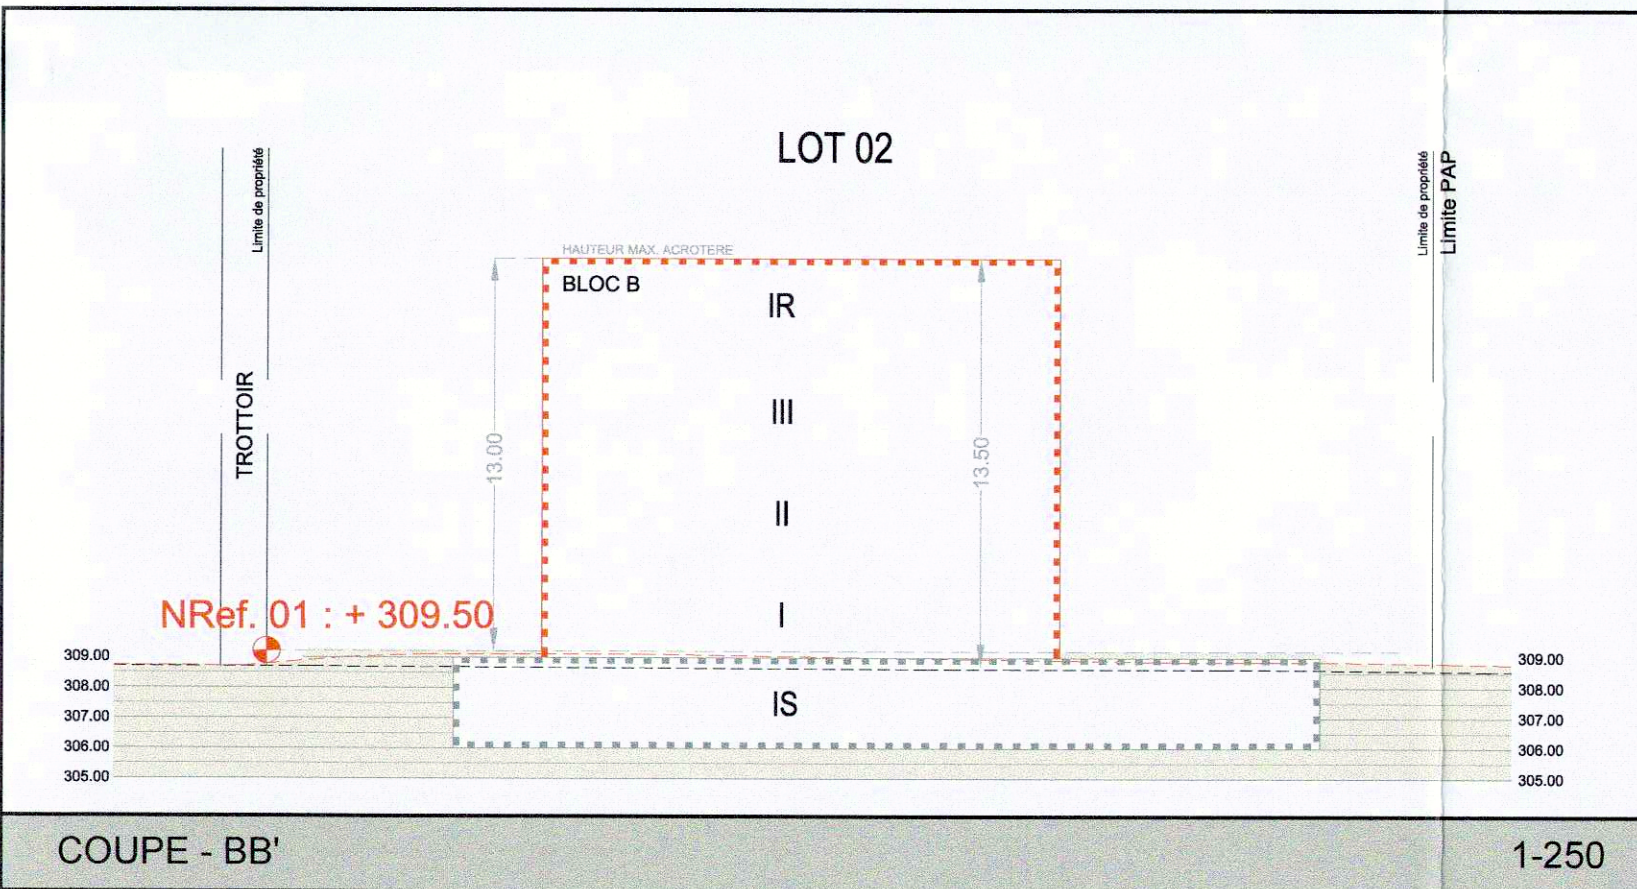 LOT 02
Limite de propriété
Limite de propriété
Limite PAP
HAUTEUR MAX. ACROTERE
BLOC B
IR
TROTTOIR
III
13.00
13.50
II
NRef. 01 : + 309.50
I
309.00
308.00
307.00
306.00
305.00
IS
309.00
308.00
307.00
306.00
305.00
COUPE - BB'
1-250